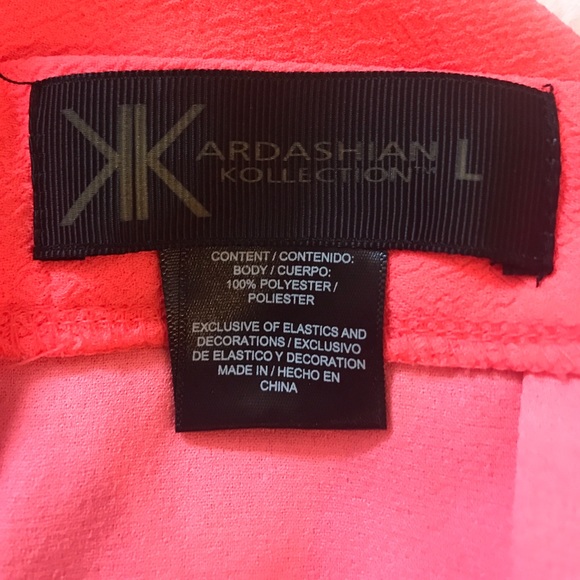 KARDASHIAN L
KOLLECTION™
CONTENT / CONTENIDO:
BODY / CUERPO:
100% POLYESTER /
POLIESTER
EXCLUSIVE OF ELASTICS AND
DECORATIONS / EXCLUSIVO
DE ELASTICO Y DECORATION
MADE IN / HECHO EN
CHINA